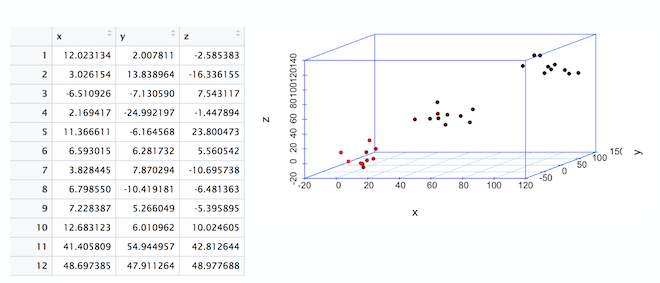 x y z
1 12.023134 2.007811 -2.585383
2 3.026154 13.838964 -16.336155
3 -6.510926 -7.130590 7.543117
4 2.169417 -24.992197 -1.447894
5 11.366611 -6.164568 23.800473
6 6.593015 6.281732 5.560542
7 3.828445 7.870294 -10.695738
8 6.798550 -10.419181 -6.481363
9 7.228387 5.266049 -5.395895
10 12.683123 6.010962 10.024605
11 41.405809 54.944957 42.812644
12 48.697385 47.911264 48.977688
z
-20 0 20 40 60 80 100 120 140
-20 0 20 40 60 80 100 120
x
-50 0 50 100 150
y